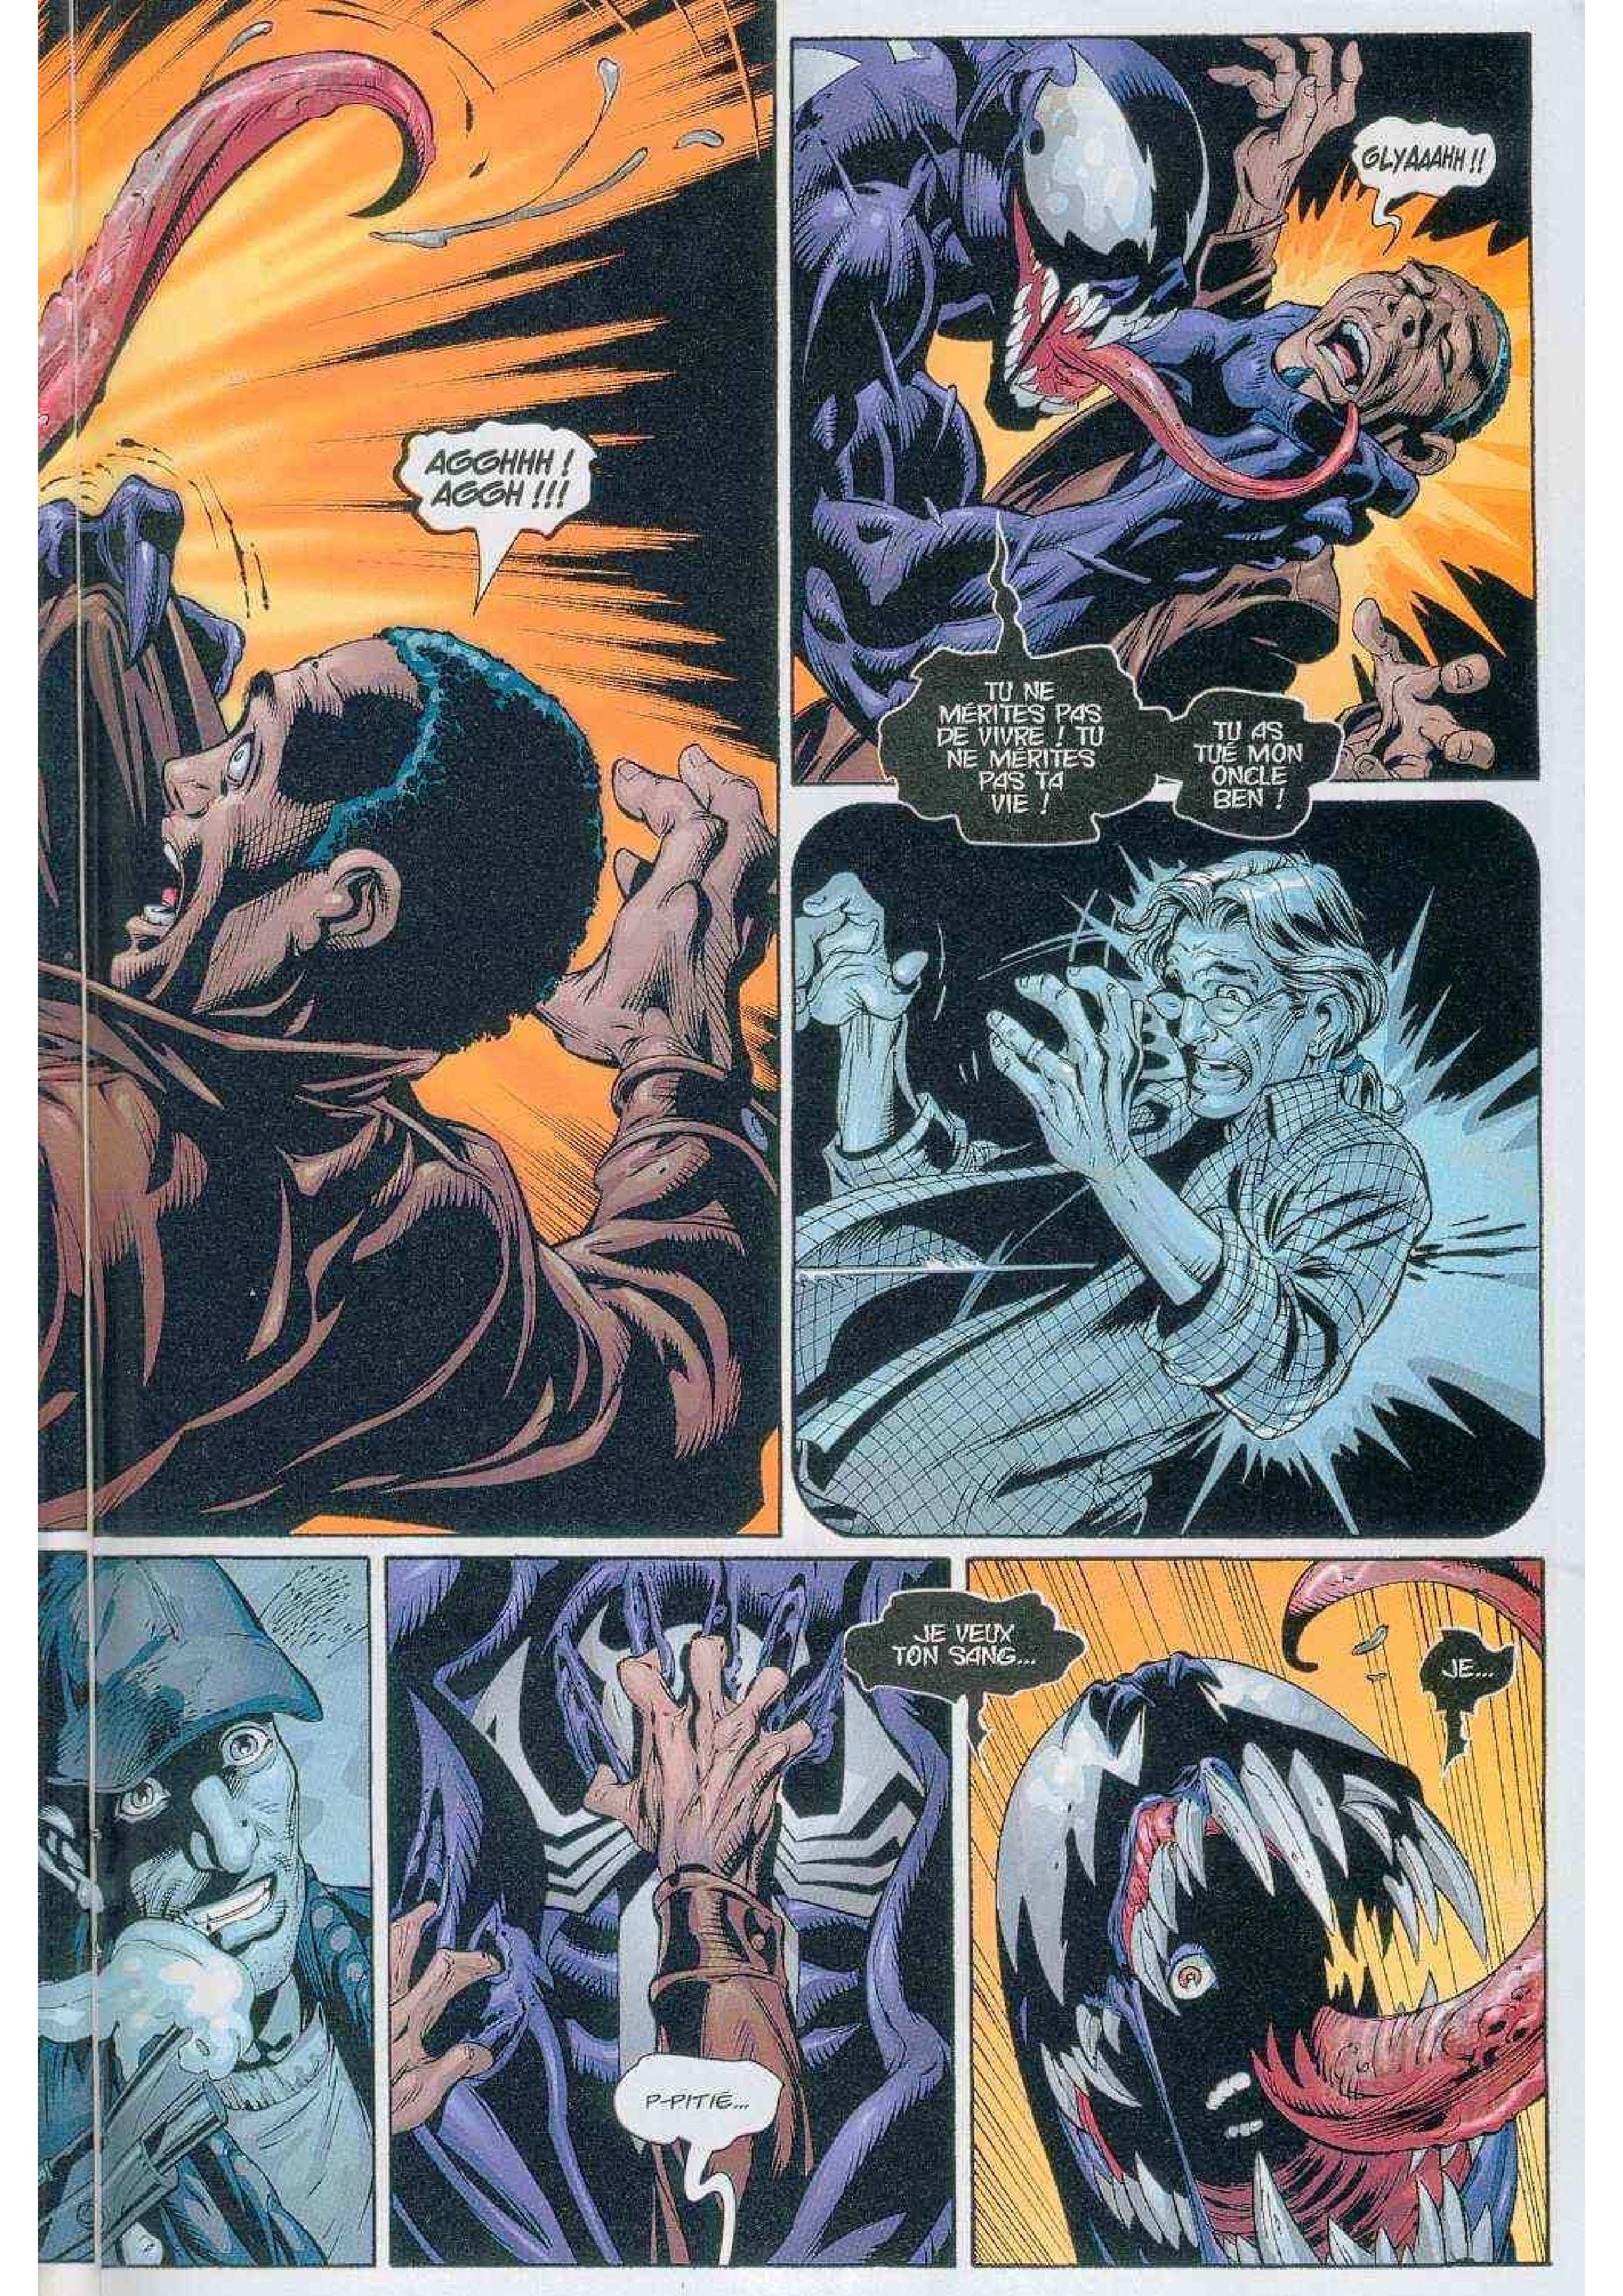 AGGHHH !
AGGH !!!
GLYAAAHH !!
TU NE
MÉRITES PAS
DE VIVRE ! TU
NE MÉRITES
PAS TA
VIE !
TU AS
TUÉ MON
ONCLE
BEN !
P-PITIÉ...
JE VEUX
TON SANG...
JE...